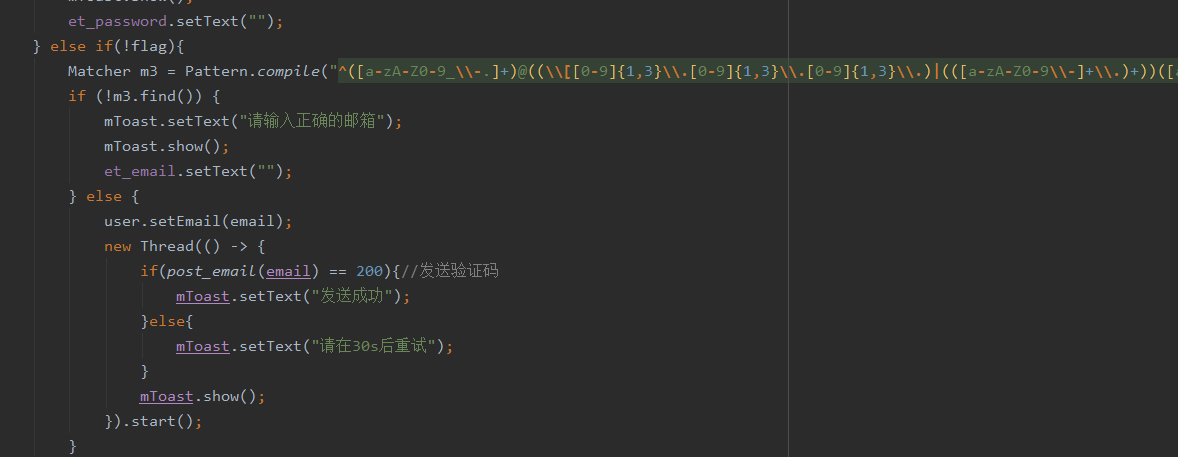 et_password.setText("");
} else if(!flag){
Matcher m3 = Pattern.compile("^([a-zA-Z0-9_\\-.]+)@((\\[[0-9]{1,3}\\.[0-9]{1,3}\\.[0-9]{1,3}\\.)|(([a-zA-Z0-9\\-]+\\.)+))([a
if (!m3.find()) {
mToast.setText("请输入正确的邮箱");
mToast.show();
et_email.setText("");
} else {
user.setEmail(email);
new Thread(() -> {
if(post_email(email) == 200){//发送验证码
mToast.setText("发送成功");
}else{
mToast.setText("请在30s后重试");
}
mToast.show();
}).start();
}